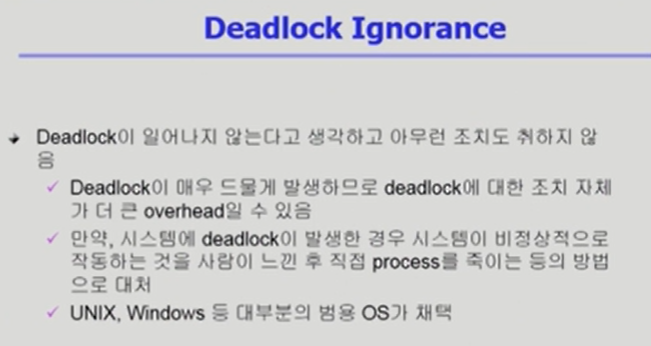 Deadlock Ignorance
Deadlock이 일어나지 않는다고 생각하고 아무런 조치도 취하지 않
음
Deadlock이 매우 드물게 발생하므로 deadlock에 대한 조치 자체
가 더 큰 overhead일 수 있음
만약, 시스템에 deadlock이 발생한 경우 시스템이 비정상적으로
작동하는 것을 사람이 느낀 후 직접 process를 죽이는 등의 방법
으로 대처
UNIX, Windows 등 대부분의 범용 OS가 채택